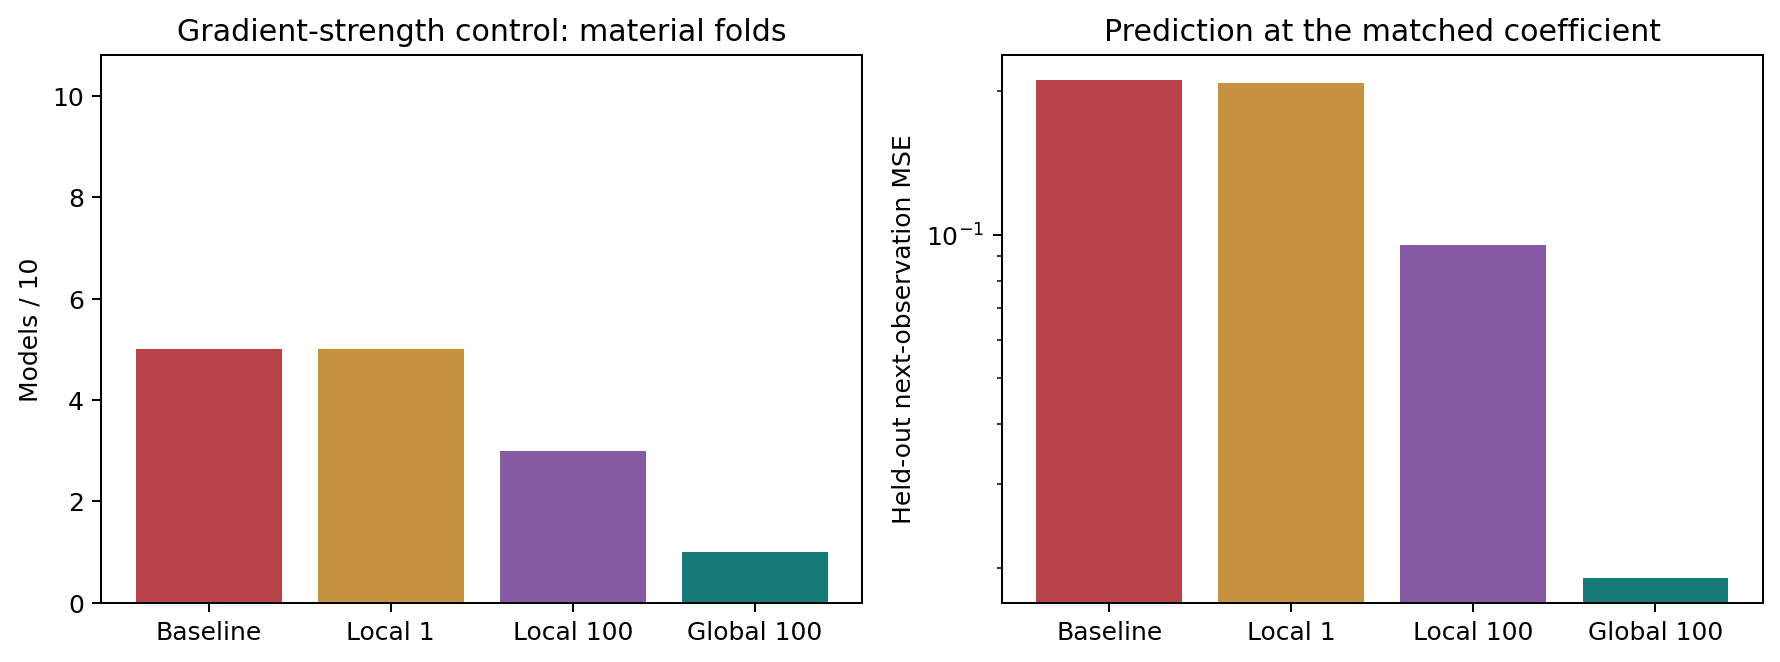 Gradient-strength control: material folds
Models / 10
10
8
6
4
2
0
Baseline
Local 1
Local 100
Global 100
Prediction at the matched coefficient
Held-out next-observation MSE
10⁻¹
Baseline
Local 1
Local 100
Global 100